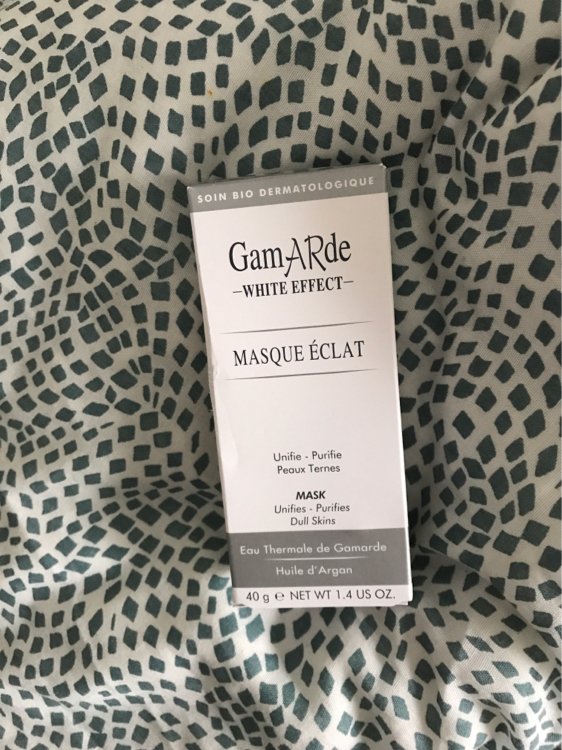 SOIN BIO DERMATOLOGIQUE
GamARde
–WHITE EFFECT–
MASQUE ÉCLAT
Unifie - Purifie
Peaux Ternes
MASK
Unifies - Purifies
Dull Skins
Eau Thermale de Gamarde
Huile d'Argan
40 g ℮ NET WT 1.4 US OZ.